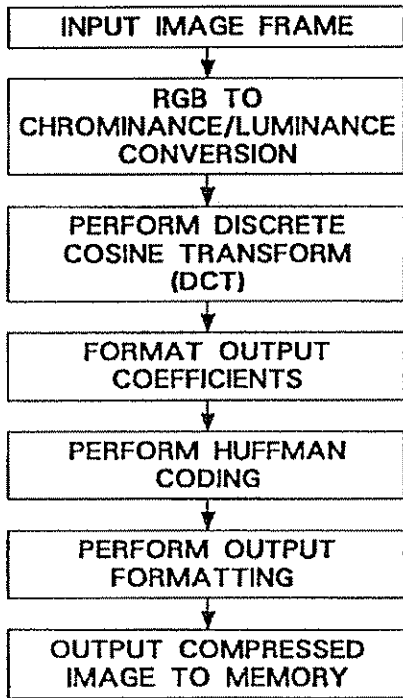 INPUT IMAGE FRAME
RGB TO
CHROMINANCE/LUMINANCE
CONVERSION
PERFORM DISCRETE
COSINE TRANSFORM
(DCT)
FORMAT OUTPUT
COEFFICIENTS
PERFORM HUFFMAN
CODING
PERFORM OUTPUT
FORMATTING
OUTPUT COMPRESSED
IMAGE TO MEMORY